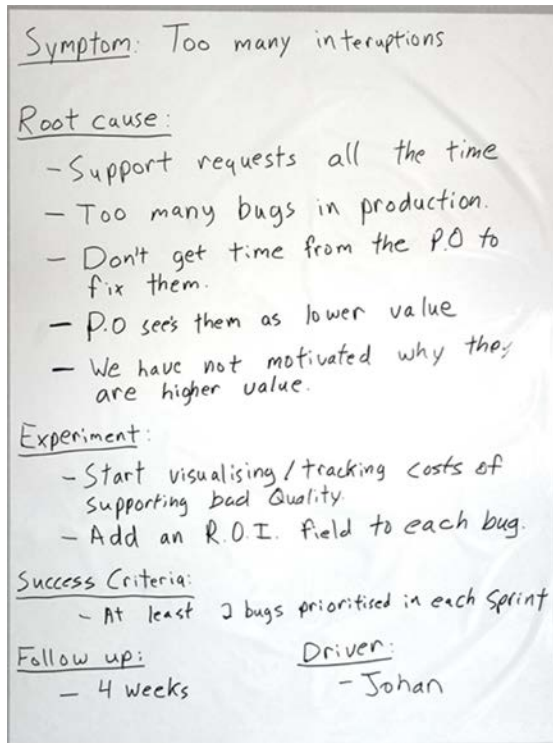 Symptom: Too many interuptions
Root cause:
- Support requests all the time
- Too many bugs in production.
- Don't get time from the P.O to
fix them.
- P.O see's them as lower value
- We have not motivated why they
are higher value.
Experiment:
- Start visualising / tracking costs of
supporting bad Quality.
- Add an R.O.I. field to each bug.
Success Criteria:
- At least 2 bugs prioritised in each Sprint
Follow up:
- 4 weeks
Driver:
- Johan